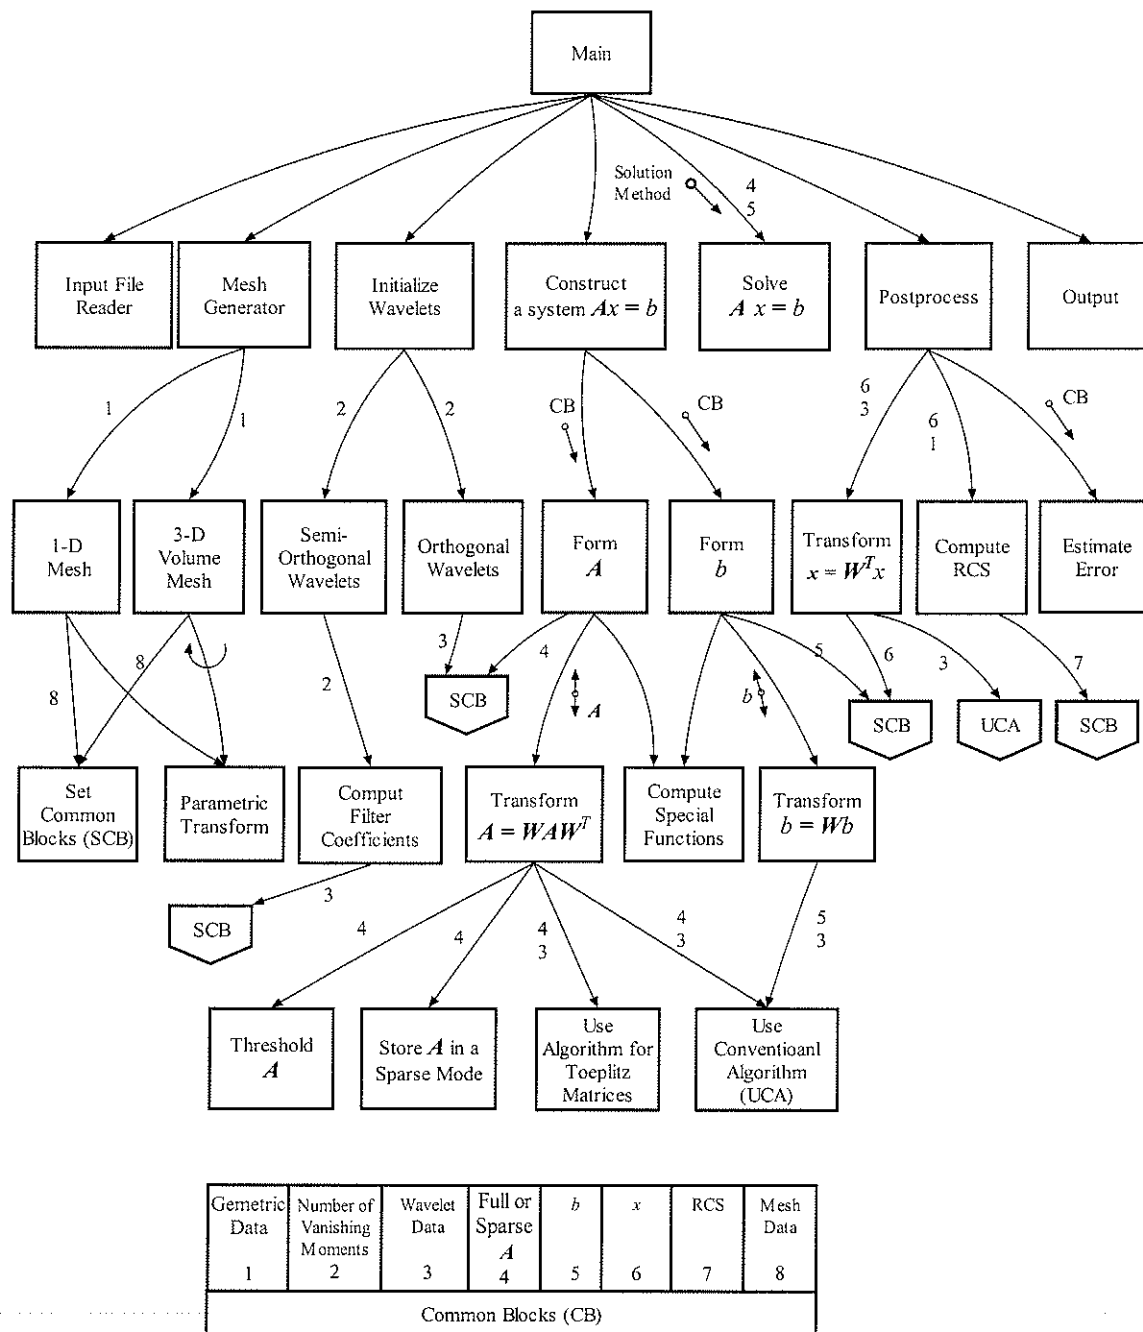 Main
Solution
Method
4
5
Input File
Reader
Mesh
Generator
Initialize
Wavelets
Construct
a system Ax = b
Solve
A x = b
Postprocess
Output
1
1
2
2
CB
CB
6
3
6
1
CB
1-D
Mesh
3-D
Volume
Mesh
Semi-
Orthogonal
Wavelets
Orthogonal
Wavelets
Form
A
Form
b
Transform
x = W^T x
Compute
RCS
Estimate
Error
8
8
2
3
SCB
4
A
b
5
6
SCB
3
UCA
7
SCB
Set
Common
Blocks (SCB)
Parametric
Transform
Comput
Filter
Coefficients
Transform
A = WAW^T
Compute
Special
Functions
Transform
b = Wb
SCB
3
4
4
4
3
4
3
5
3
Threshold
A
Store A in a
Sparse Mode
Use
Algorithm for
Toeplitz
Matrices
Use
Conventioanl
Algorithm
(UCA)
Gemetric
Data
1
Number of
Vanishing
Moments
2
Wavelet
Data
3
Full or
Sparse
A
4
b
5
x
6
RCS
7
Mesh
Data
8
Common Blocks (CB)